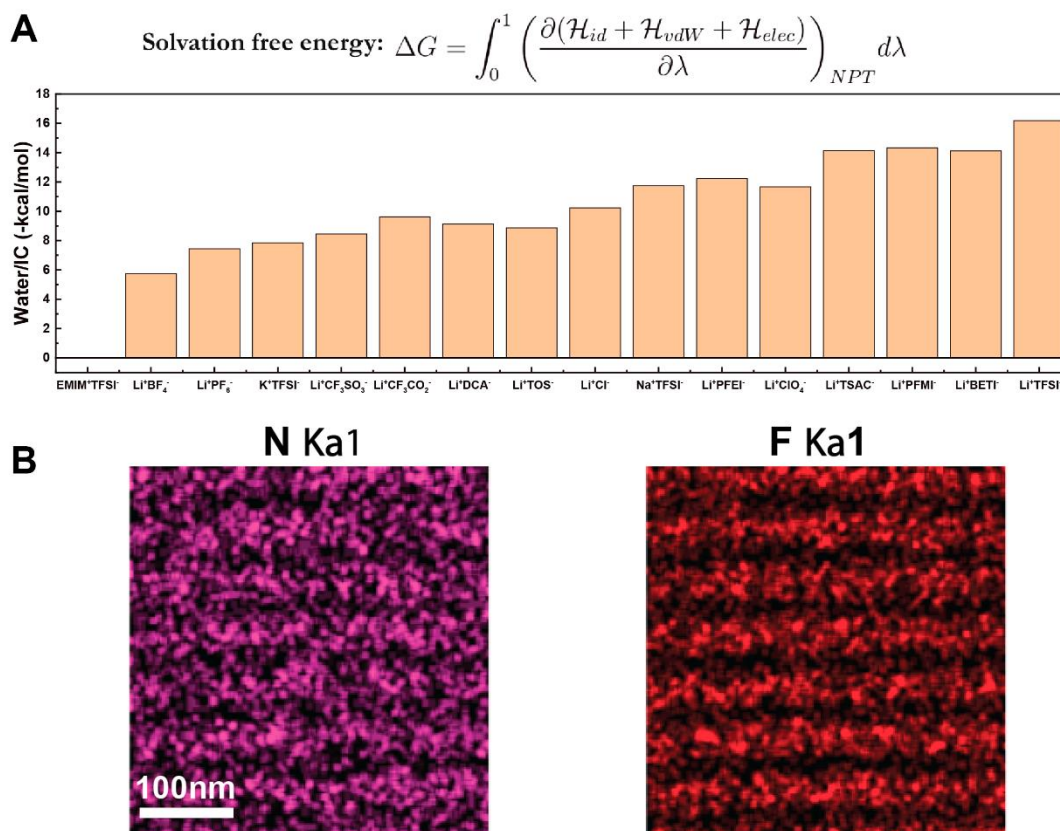 A
Solvation free energy: ΔG = ∫₀¹ (∂(ℋ_id + ℋ_vdW + ℋ_elec)/∂λ)_NPT dλ
Water/IC (-kcal/mol)
18
16
14
12
10
8
6
4
2
0
EMIM⁺TFSI⁻ Li⁺BF₄⁻ Li⁺PF₆⁻ K⁺TFSI⁻ Li⁺CF₃SO₃⁻ Li⁺CF₃CO₂⁻ Li⁺DCA⁻ Li⁺TOS⁻ Li⁺Cl⁻ Na⁺TFSI⁻ Li⁺PFEI⁻ Li⁺ClO₄⁻ Li⁺TSAC⁻ Li⁺PFMI⁻ Li⁺BETI⁻ Li⁺TFSI⁻
B
N Ka1
F Ka1
100nm